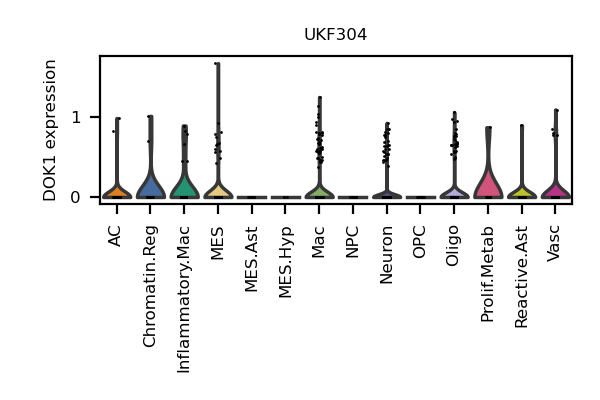 UKF304
DOK1 expression
1
0
AC
Chromatin.Reg
Inflammatory.Mac
MES
MES.Ast
MES.Hyp
Mac
NPC
Neuron
OPC
Oligo
Prolif.Metab
Reactive.Ast
Vasc